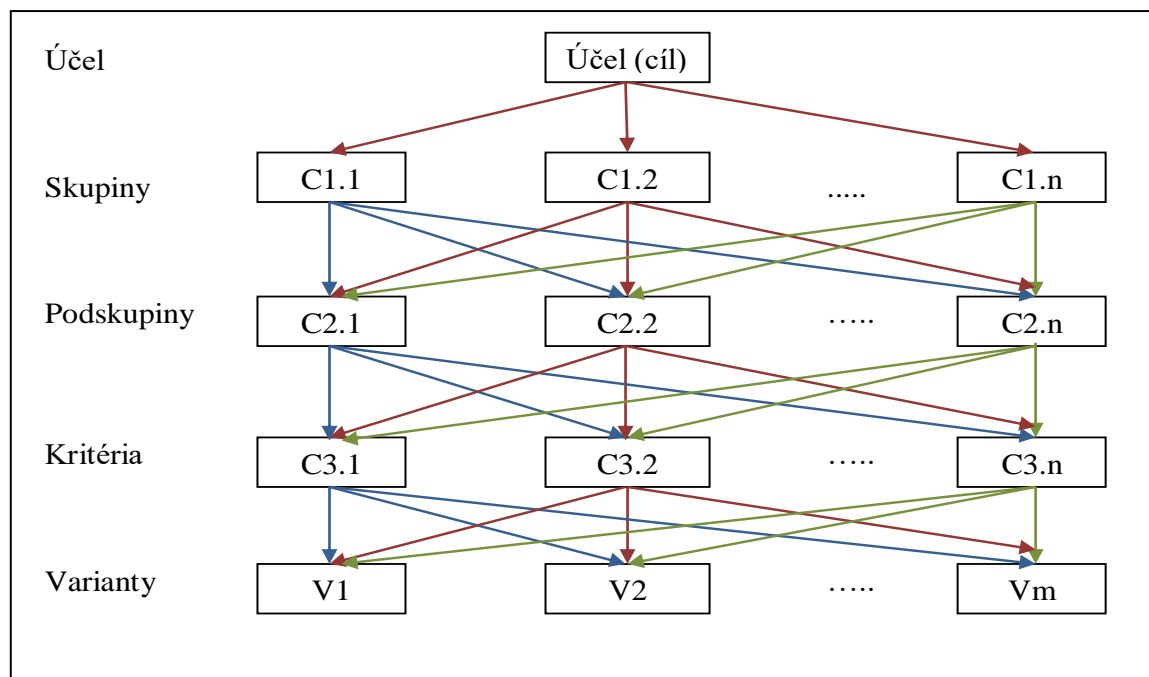 Účel Účel (cíl)
Skupiny C1.1 C1.2 ..... C1.n
Podskupiny C2.1 C2.2 ….. C2.n
Kritéria C3.1 C3.2 ….. C3.n
Varianty V1 V2 ….. Vm